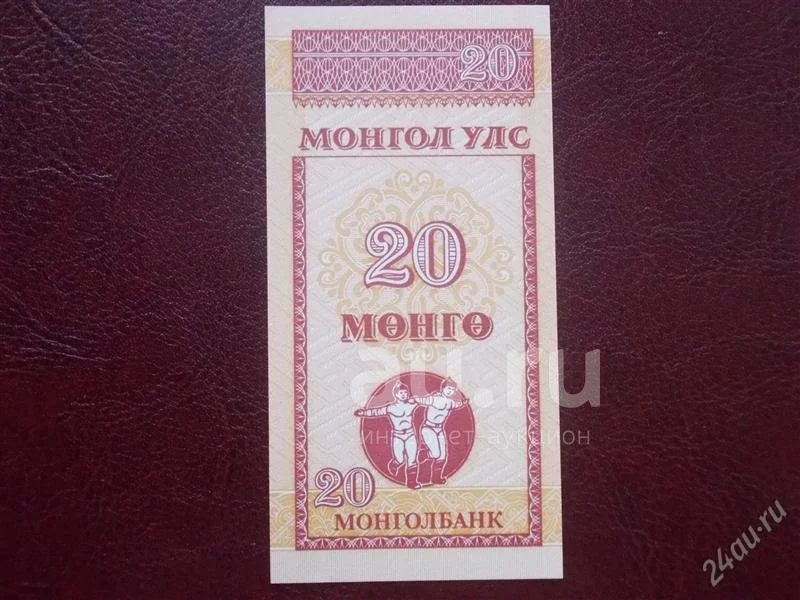 20
МОНГОЛ УЛС
20
МӨНГӨ
au.ru
интернет-аукцион
20
МОНГОЛБАНК
24au.ru